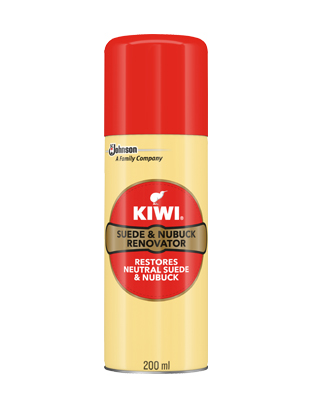 SC Johnson
A Family Company
KIWI®
SUEDE & NUBUCK
RENOVATOR
RESTORES
NEUTRAL SUEDE
& NUBUCK
200 ml